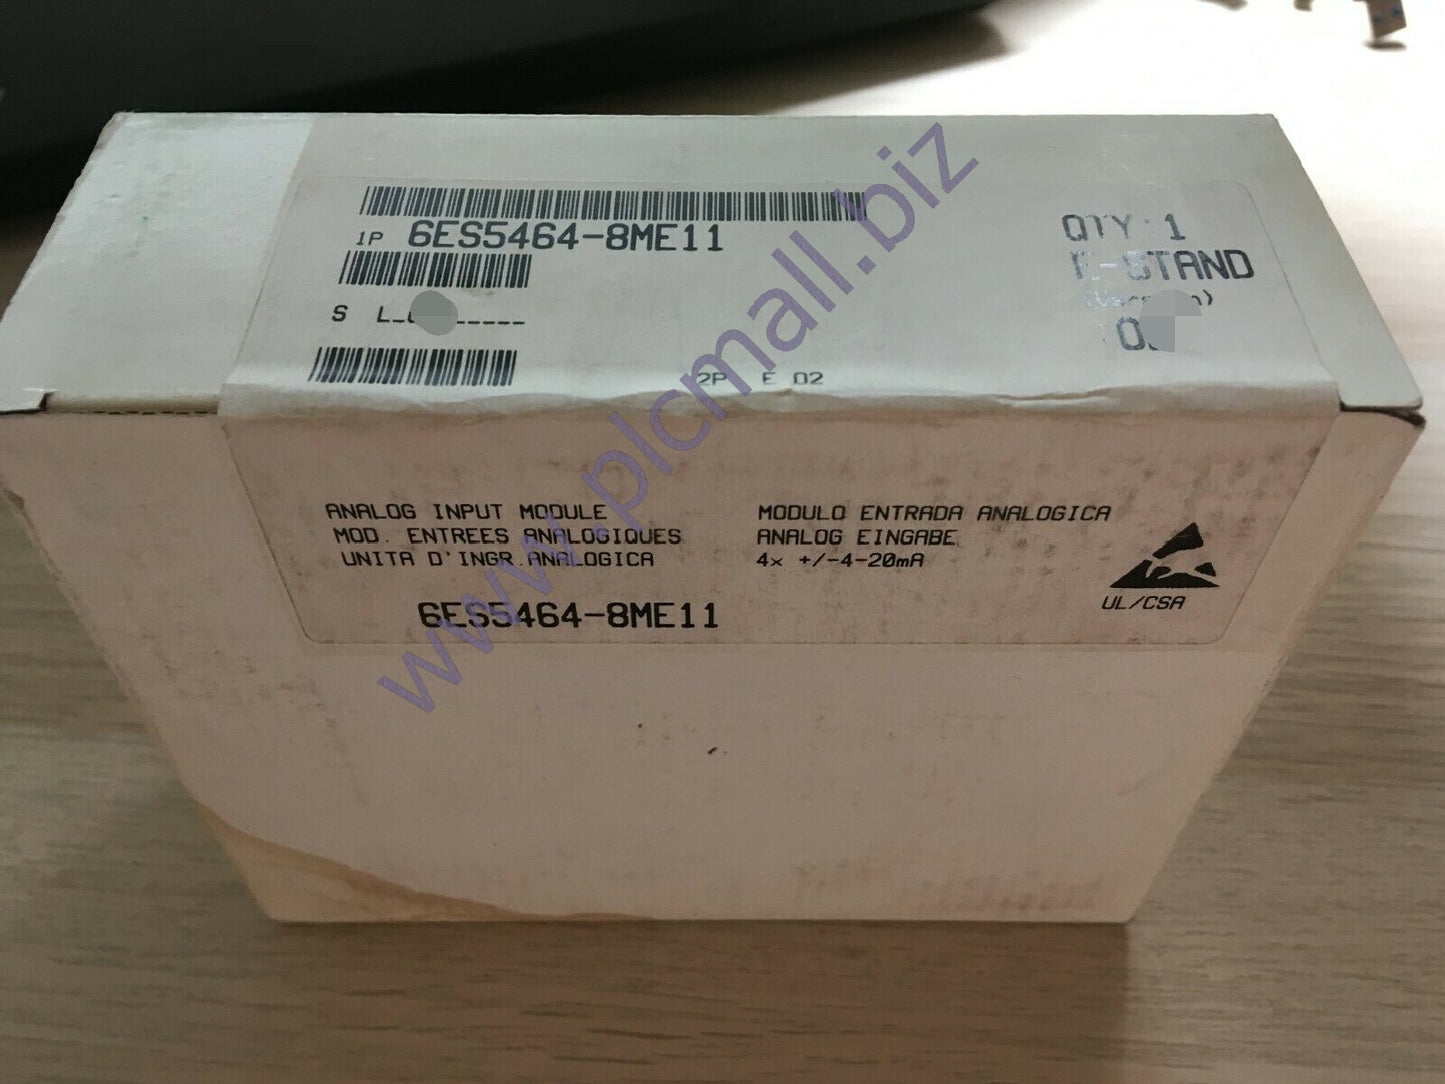 1P 6ES5464-8ME11
QTY:1
E-STAND
S L_
2P E 02
ANALOG INPUT MODULE
MOD. ENTREES ANALOGIQUES
UNITA D'INGR.ANALOGICA
MODULO ENTRADA ANALOGICA
ANALOG EINGABE
4x +/-4-20mA
UL/CSA
6ES5464-8ME11
www.plcmall.biz